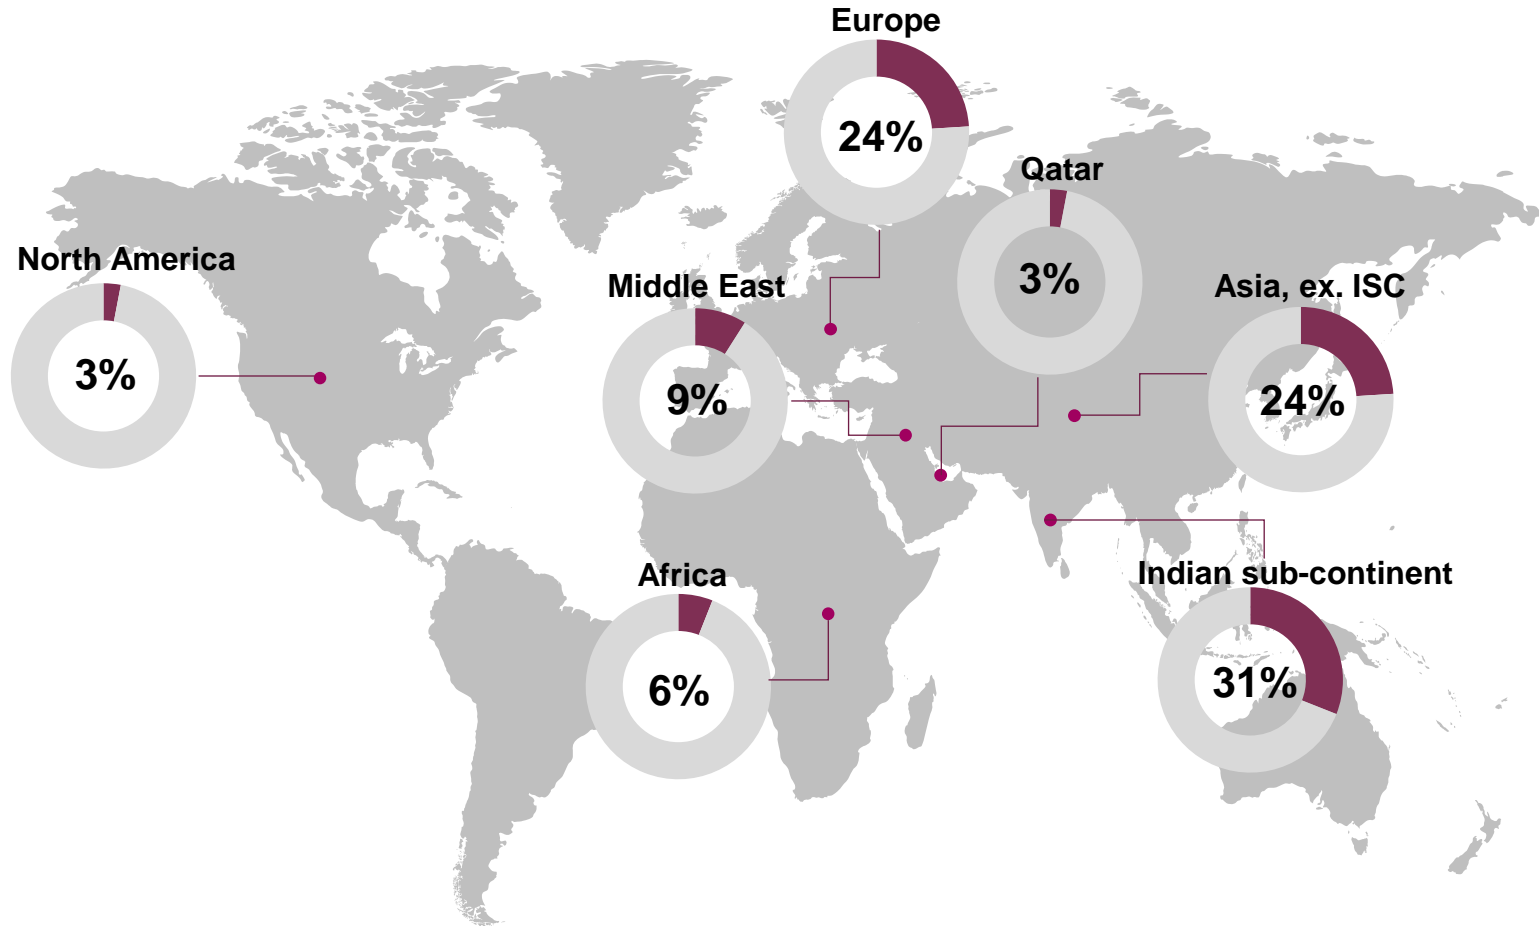 Europe
24%
Qatar
3%
North America
3%
Middle East
9%
Asia, ex. ISC
24%
Africa
6%
Indian sub-continent
31%